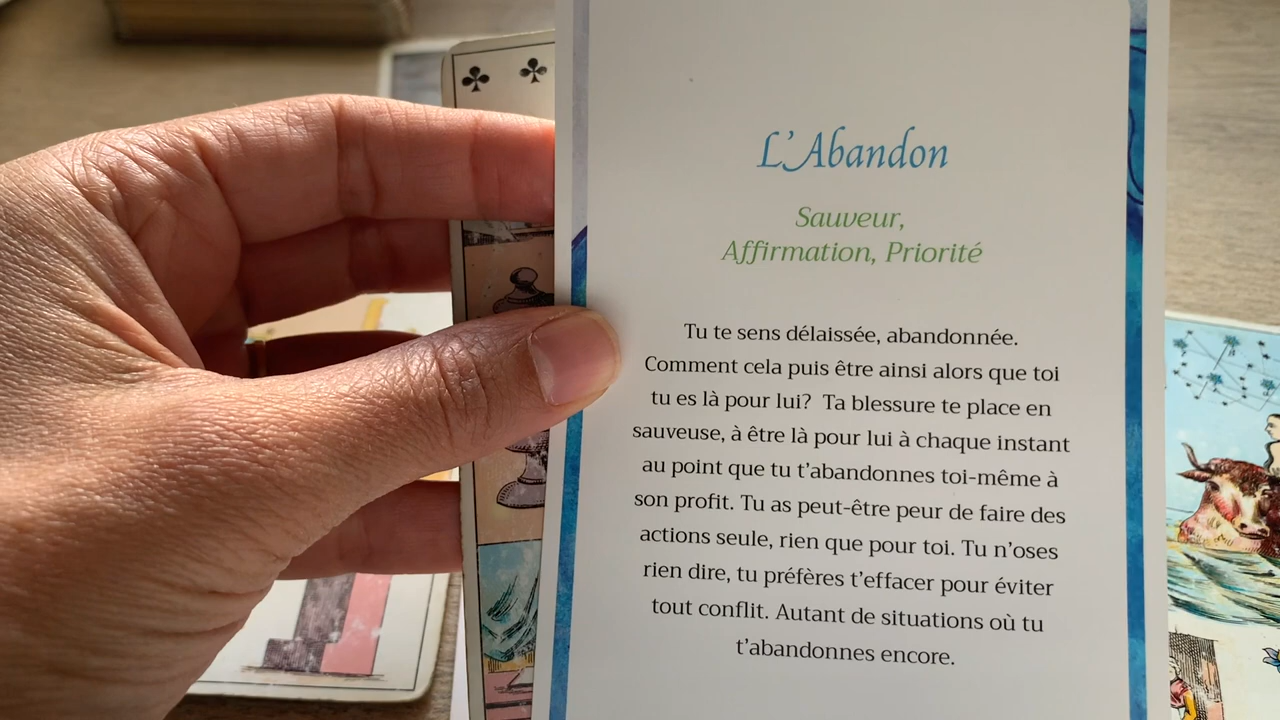 L'Abandon
Sauveur,
Affirmation, Priorité
Tu te sens délaissée, abandonnée.
Comment cela puis être ainsi alors que toi
tu es là pour lui? Ta blessure te place en
sauveuse, à être là pour lui à chaque instant
au point que tu t'abandonnes toi-même à
son profit. Tu as peut-être peur de faire des
actions seule, rien que pour toi. Tu n'oses
rien dire, tu préfères t'effacer pour éviter
tout conflit. Autant de situations où tu
t'abandonnes encore.